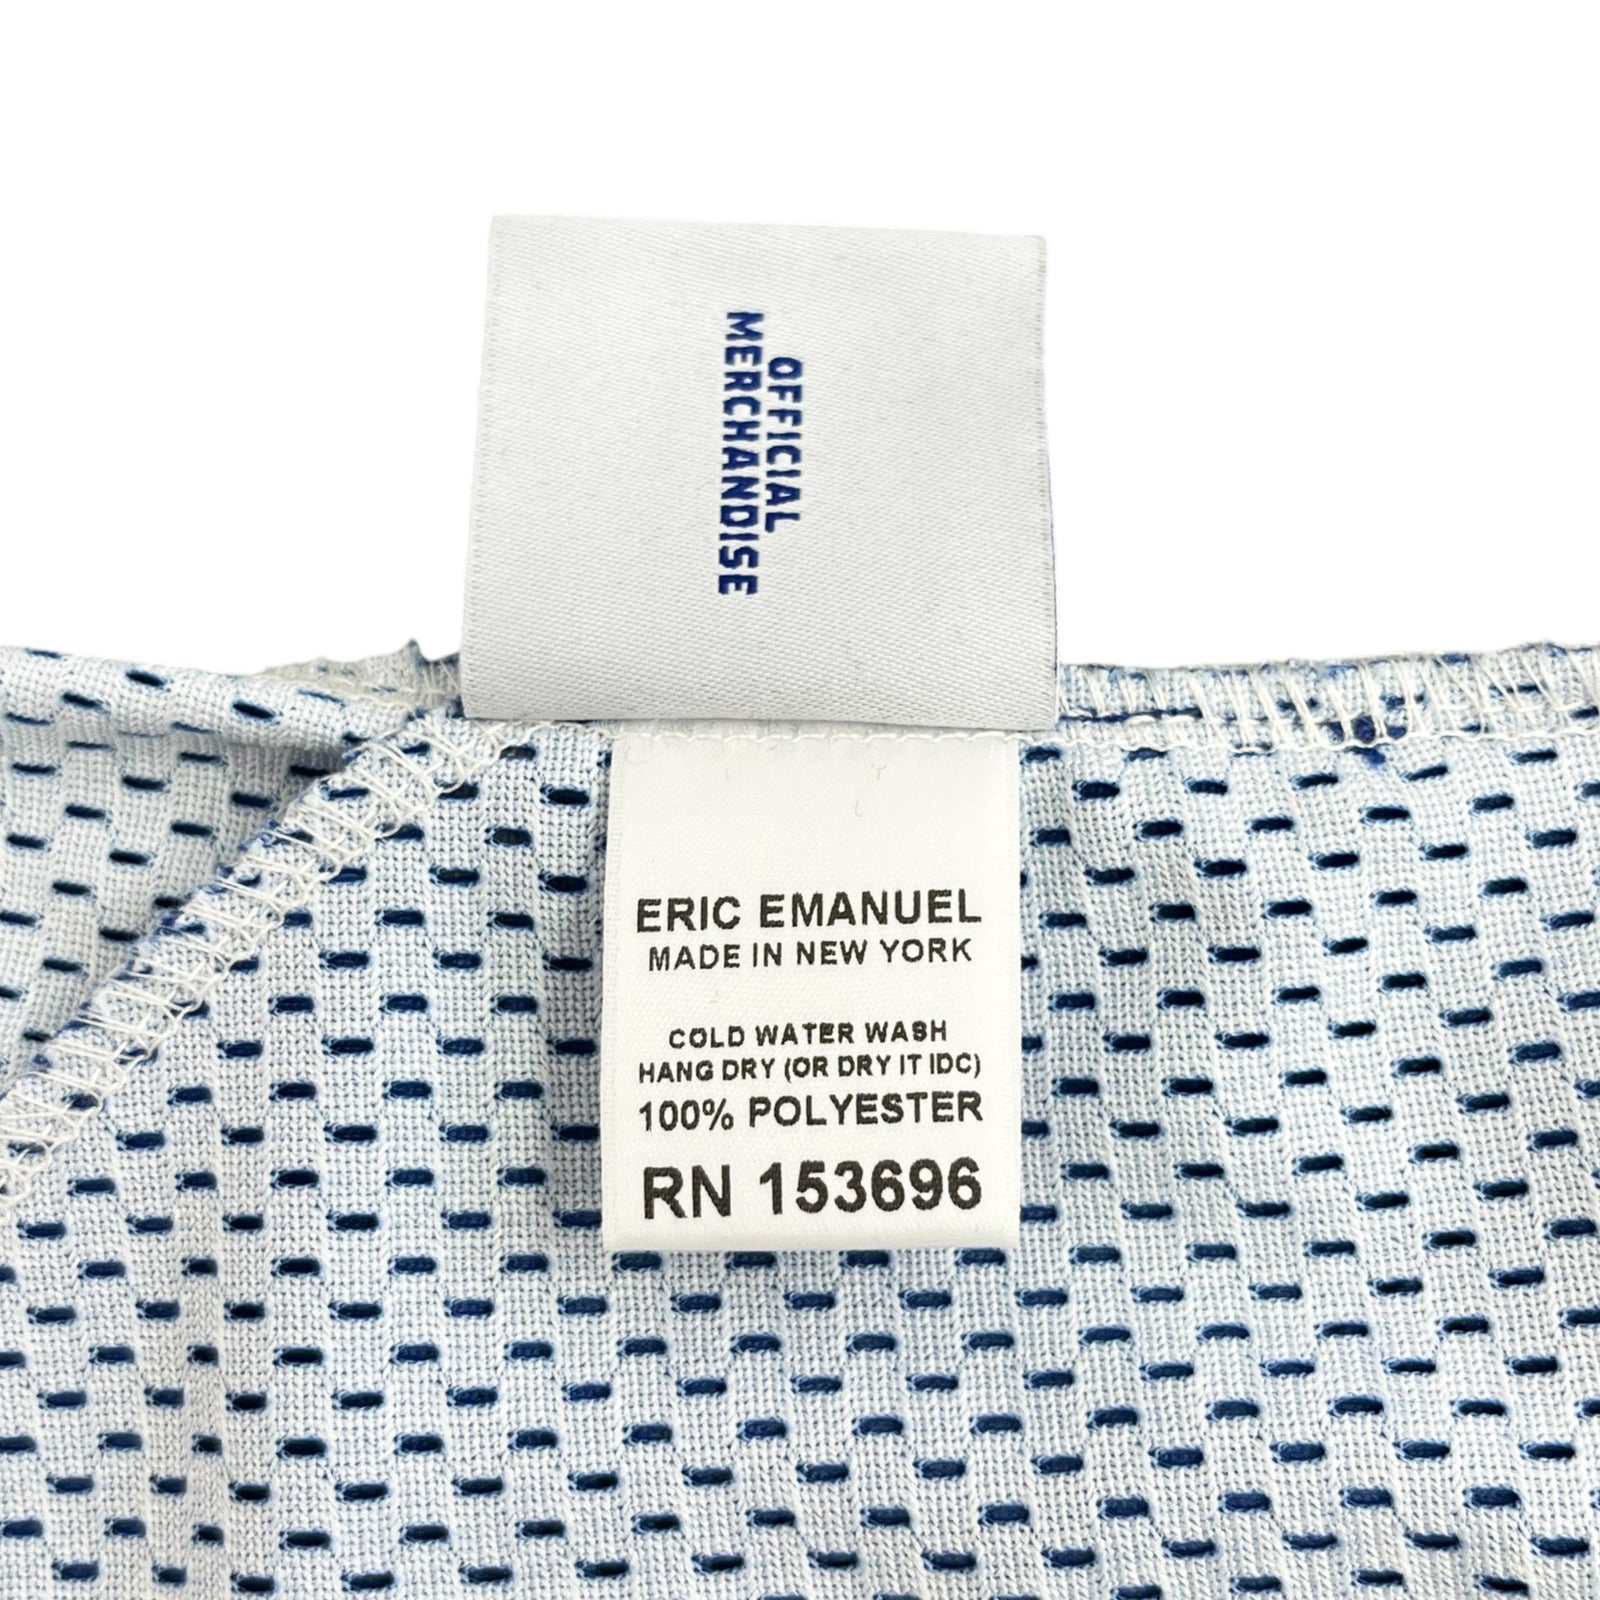 OFFICIAL
MERCHANDISE
ERIC EMANUEL
MADE IN NEW YORK
COLD WATER WASH
HANG DRY (OR DRY IT IDC)
100% POLYESTER
RN 153696